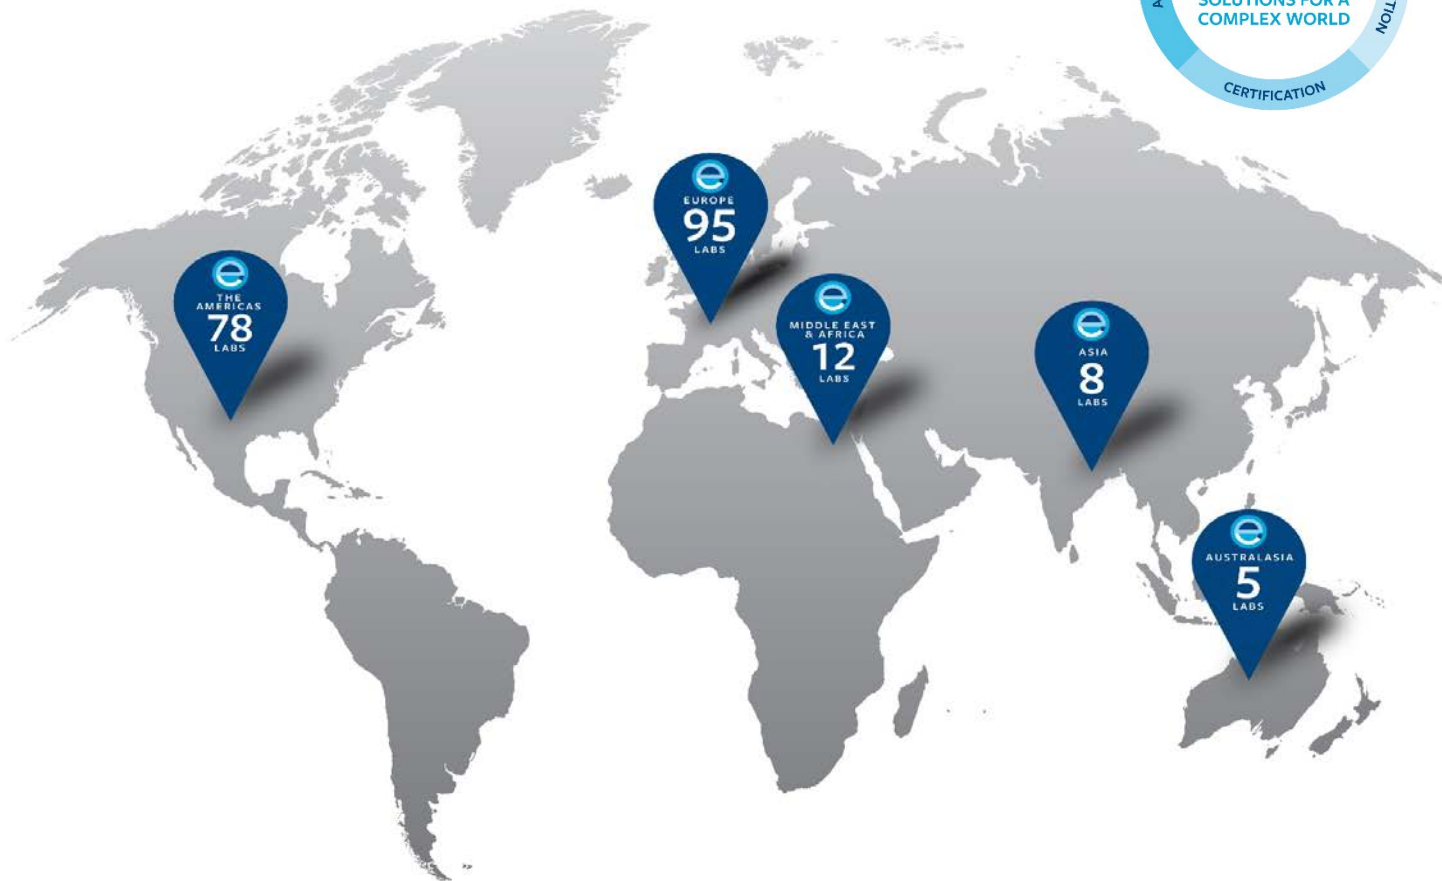 SOLUTIONS FOR A
COMPLEX WORLD
CERTIFICATION
EUROPE
95
LABS
THE
AMERICAS
78
LABS
MIDDLE EAST
& AFRICA
12
LABS
ASIA
8
LABS
AUSTRALASIA
5
LABS